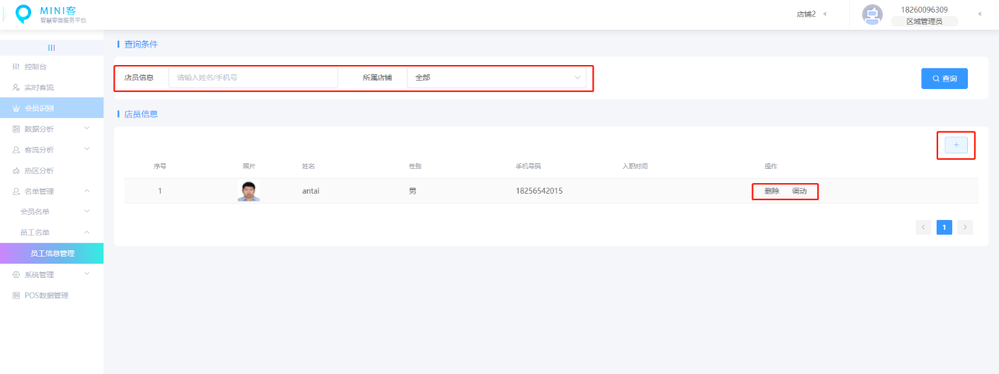 MINI客
智慧零售服务平台
店铺2
18260096309
区域管理员
控制台
实时客流
会员识别
数据分析
客流分析
热区分析
名单管理
会员名单
员工名单
员工信息管理
系统管理
POS数据管理
查询条件
店员信息 请输入姓名/手机号 所属店铺 全部 查询
店员信息
+
序号 照片 姓名 性别 手机号码 入职时间 操作
1 antai 男 18256542015 删除 调动
1